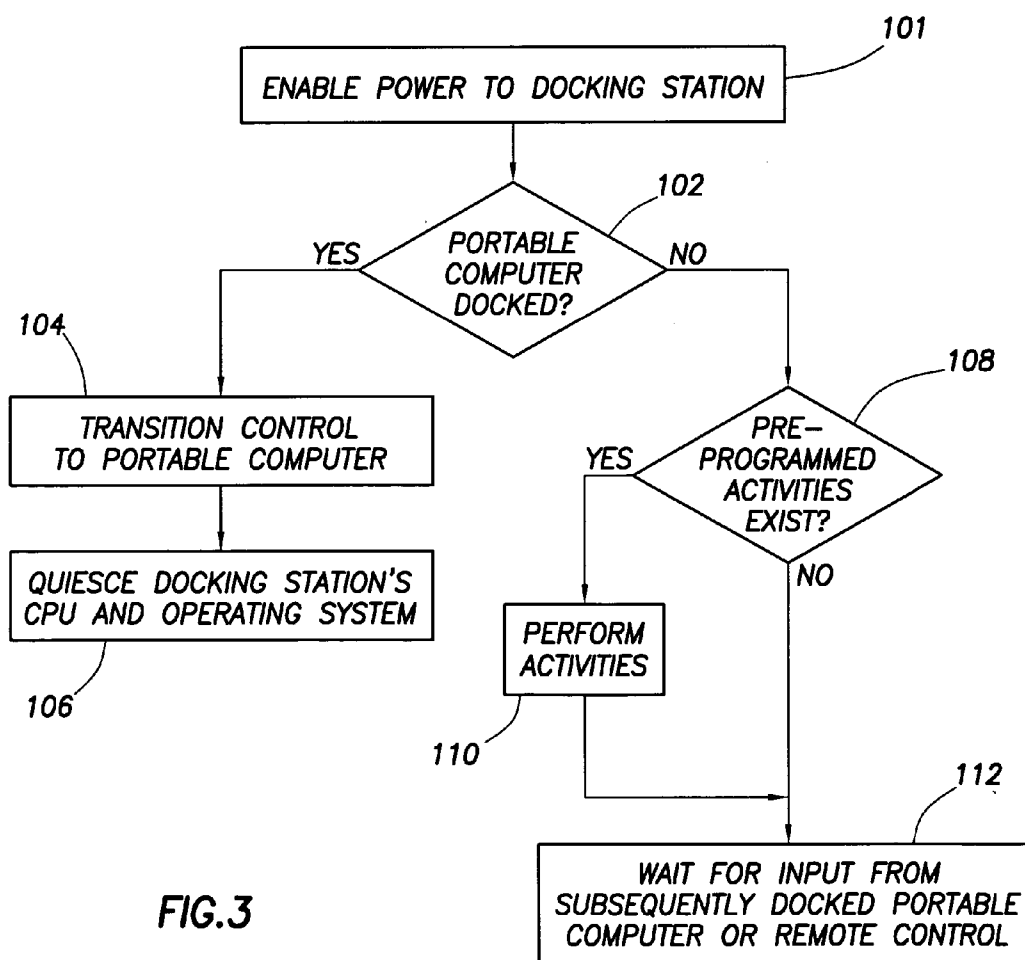 101
ENABLE POWER TO DOCKING STATION
102
YES
PORTABLE
COMPUTER
DOCKED?
NO
104
TRANSITION CONTROL
TO PORTABLE COMPUTER
108
PRE-
PROGRAMMED
ACTIVITIES
EXIST?
YES
NO
QUIESCE DOCKING STATION'S
CPU AND OPERATING SYSTEM
106
PERFORM
ACTIVITIES
110
112
WAIT FOR INPUT FROM
SUBSEQUENTLY DOCKED PORTABLE
COMPUTER OR REMOTE CONTROL
FIG.3